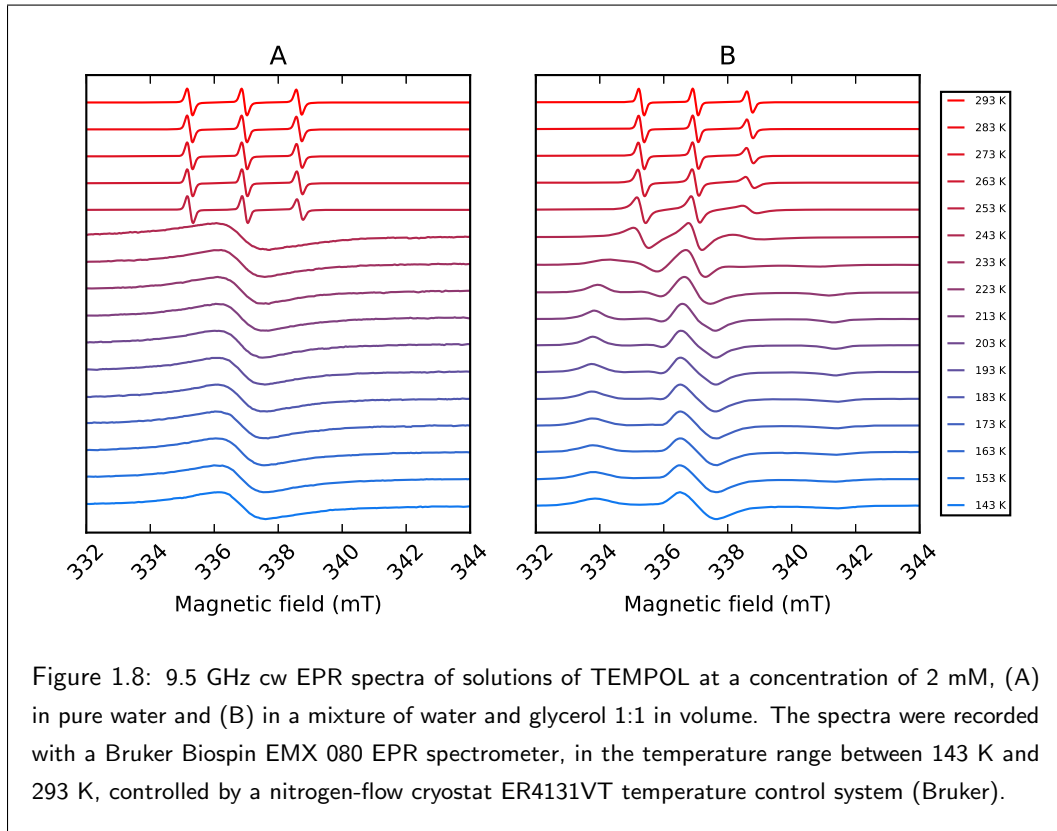 A
B
293 K
283 K
273 K
263 K
253 K
243 K
233 K
223 K
213 K
203 K
193 K
183 K
173 K
163 K
153 K
143 K
332 334 336 338 340 342 344
332 334 336 338 340 342 344
Magnetic field (mT)
Magnetic field (mT)
Figure 1.8: 9.5 GHz cw EPR spectra of solutions of TEMPOL at a concentration of 2 mM, (A)
in pure water and (B) in a mixture of water and glycerol 1:1 in volume. The spectra were recorded
with a Bruker Biospin EMX 080 EPR spectrometer, in the temperature range between 143 K and
293 K, controlled by a nitrogen-flow cryostat ER4131VT temperature control system (Bruker).